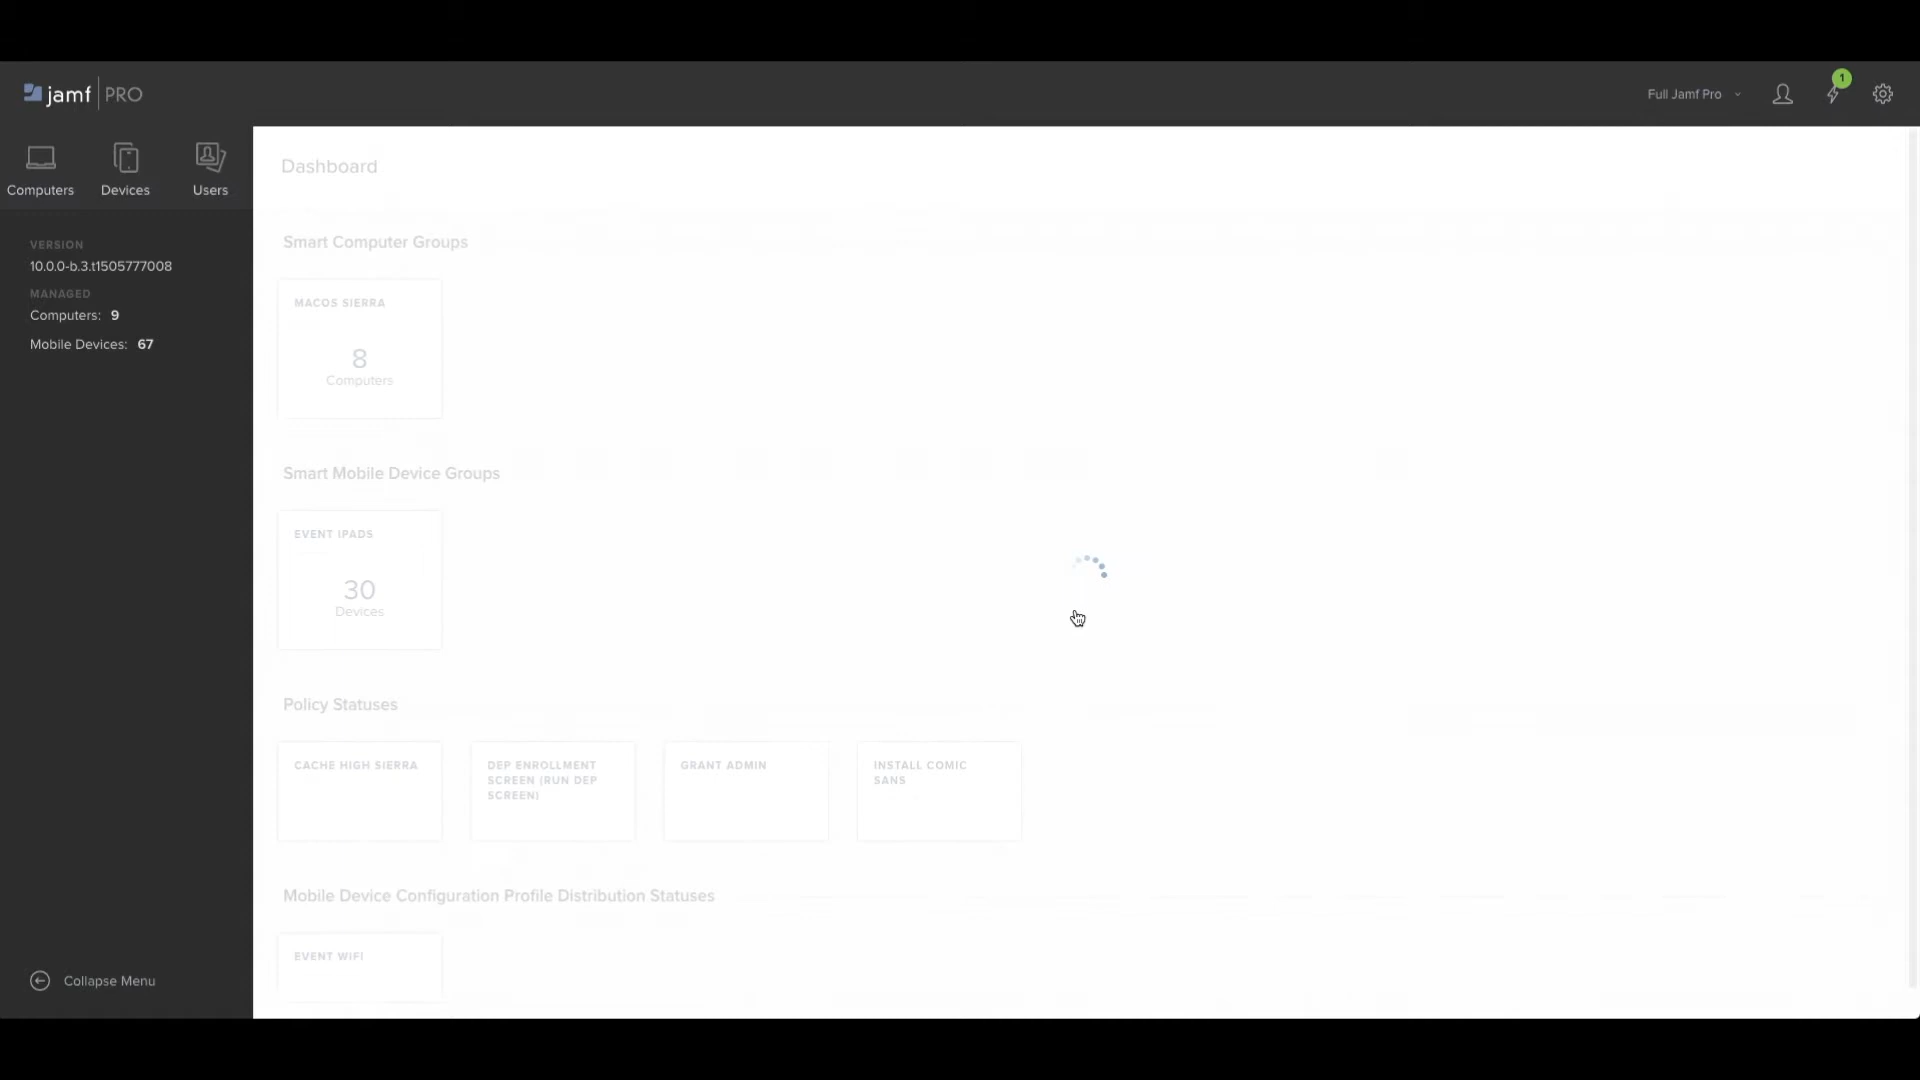 jamf PRO
Full Jamf Pro
1
Computers
Devices
Users
VERSION
10.0.0-b.3.t1505777008
MANAGED
Computers: 9
Mobile Devices: 67
Collapse Menu
Dashboard
Smart Computer Groups
MACOS SIERRA
8
Computers
Smart Mobile Device Groups
EVENT IPADS
30
Devices
Policy Statuses
CACHE HIGH SIERRA
DEP ENROLLMENT
SCREEN (RUN DEP
SCREEN)
GRANT ADMIN
INSTALL COMIC
SANS
Mobile Device Configuration Profile Distribution Statuses
EVENT WIFI